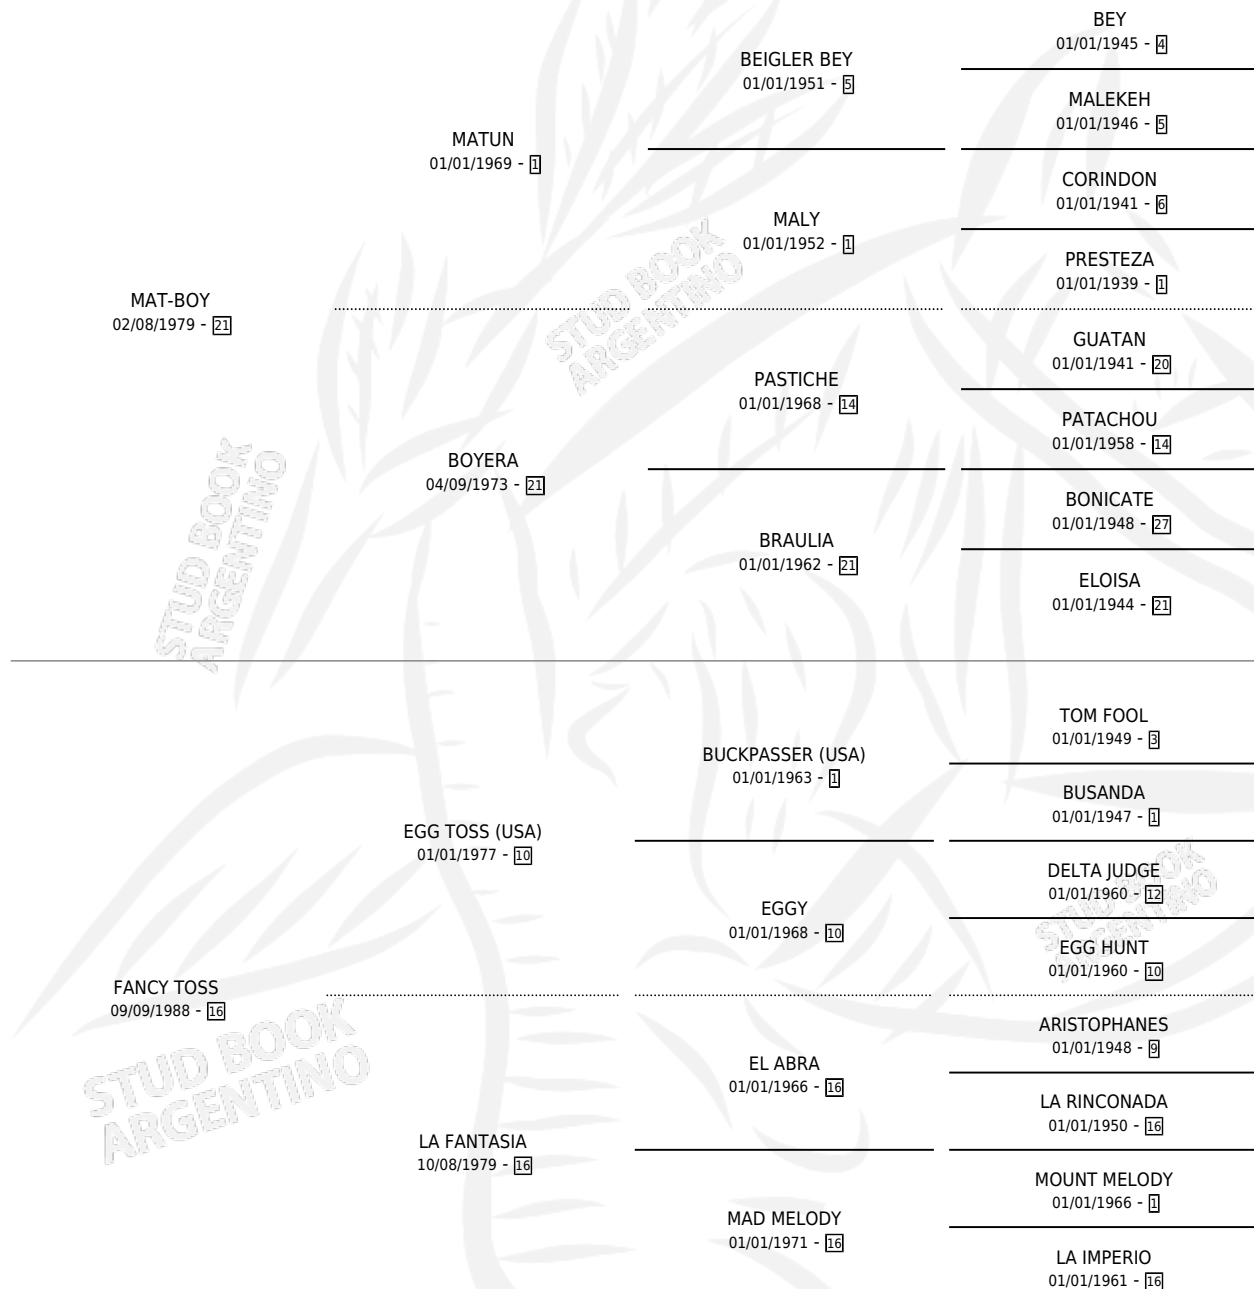 BEY
01/01/1945 - 4
BEIGLER BEY
01/01/1951 - 5
MALEKEH
01/01/1946 - 5
MATUN
01/01/1969 - 1
CORINDON
01/01/1941 - 6
MALY
01/01/1952 - 1
PRESTEZA
01/01/1939 - 1
MAT-BOY
02/08/1979 - 21
GUATAN
01/01/1941 - 20
PASTICHE
01/01/1968 - 14
PATACHOU
01/01/1958 - 14
BOYERA
04/09/1973 - 21
BONICATE
01/01/1948 - 27
BRAULIA
01/01/1962 - 21
ELOISA
01/01/1944 - 21
TOM FOOL
01/01/1949 - 3
BUCKPASSER (USA)
01/01/1963 - 1
BUSANDA
01/01/1947 - 1
EGG TOSS (USA)
01/01/1977 - 10
DELTA JUDGE
01/01/1960 - 12
EGGY
01/01/1968 - 10
EGG HUNT
01/01/1960 - 10
FANCY TOSS
09/09/1988 - 16
ARISTOPHANES
01/01/1948 - 9
EL ABRA
01/01/1966 - 16
LA RINCONADA
01/01/1950 - 16
LA FANTASIA
10/08/1979 - 16
MOUNT MELODY
01/01/1966 - 1
MAD MELODY
01/01/1971 - 16
LA IMPERIO
01/01/1961 - 16
STUD BOOK
ARGENTINO
STUD BOOK
ARGENTINO
STUD BOOK
ARGENTINO
STUD BOOK
ARGENTINO